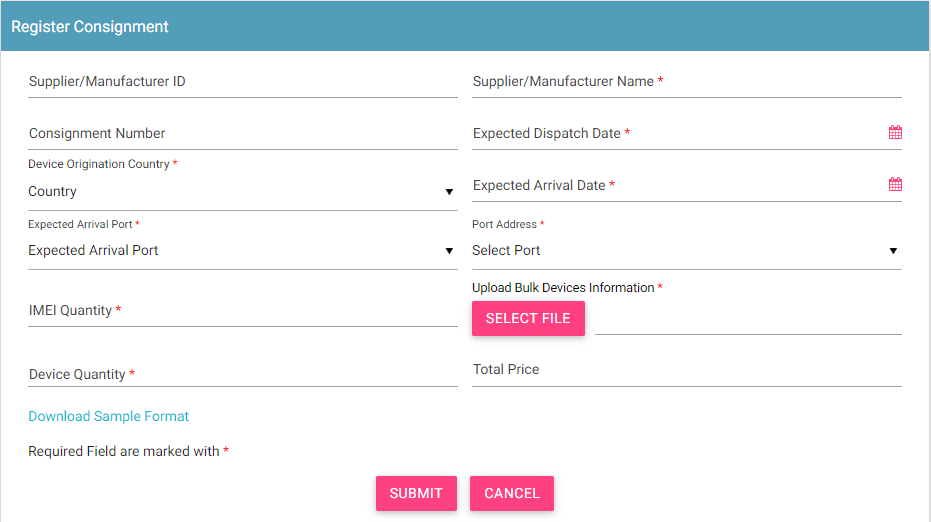 Register Consignment
Supplier/Manufacturer ID
Supplier/Manufacturer Name *
Consignment Number
Expected Dispatch Date *
Device Origination Country *
Country
Expected Arrival Date *
Expected Arrival Port *
Expected Arrival Port
Port Address *
Select Port
IMEI Quantity *
Upload Bulk Devices Information *
SELECT FILE
Device Quantity *
Total Price
Download Sample Format
Required Field are marked with *
SUBMIT
CANCEL